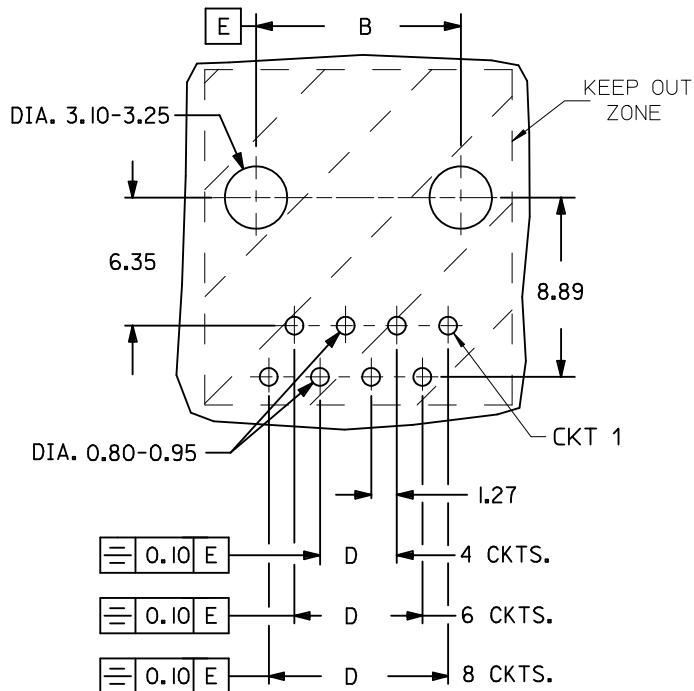 E B
KEEP OUT
ZONE
DIA. 3.10-3.25
6.35
8.89
DIA. 0.80-0.95
CKT 1
1.27
⌯ 0.10 E D 4 CKTS.
⌯ 0.10 E D 6 CKTS.
⌯ 0.10 E D 8 CKTS.